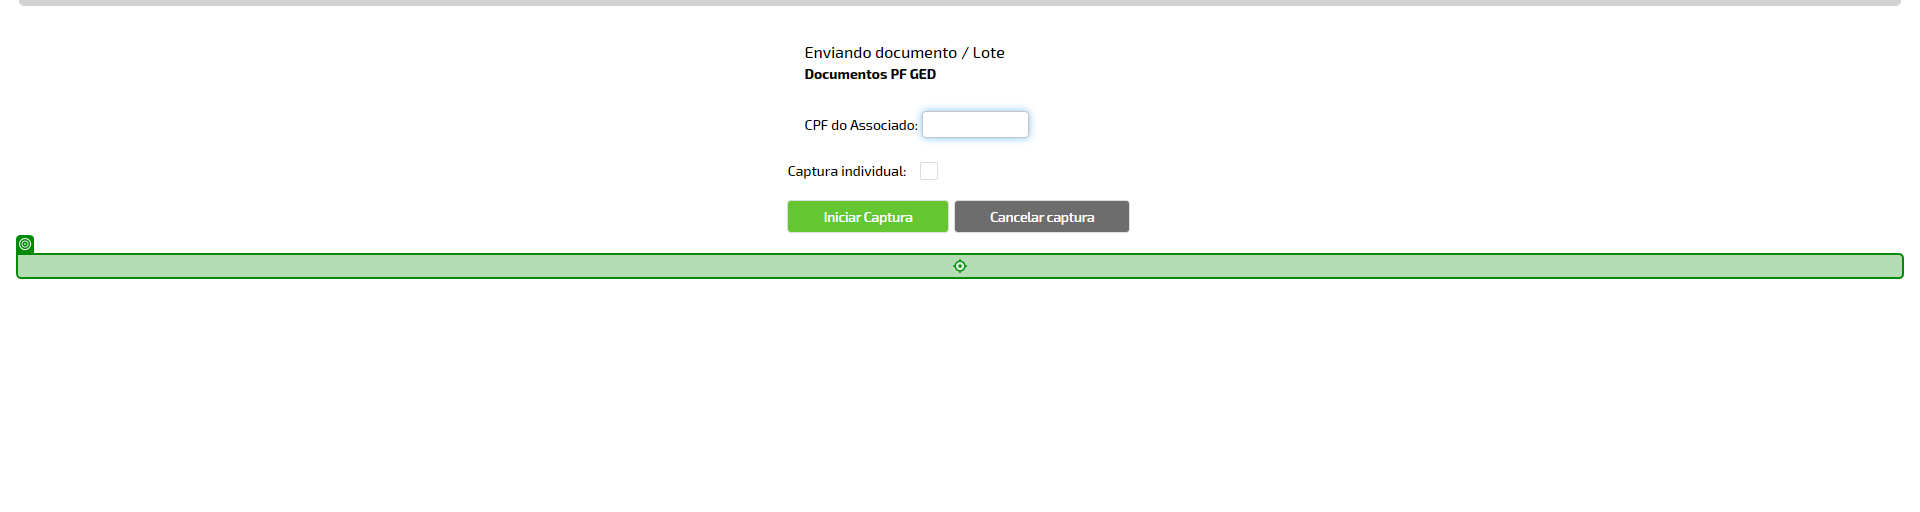 Enviando documento / Lote
Documentos PF GED
CPF do Associado:
Captura individual:
Iniciar Captura Cancelar captura